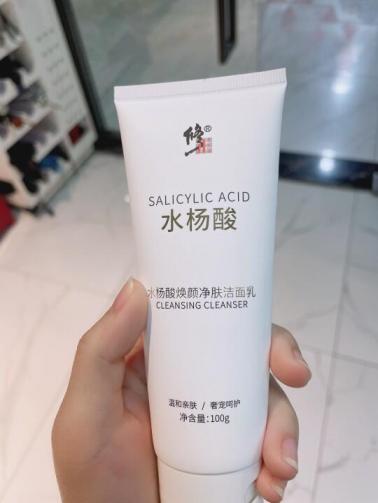 修®
SALICYLIC ACID
水杨酸
水杨酸焕颜净肤洁面乳
CLEANSING CLEANSER
温和亲肤 / 奢宠呵护
净含量:100g